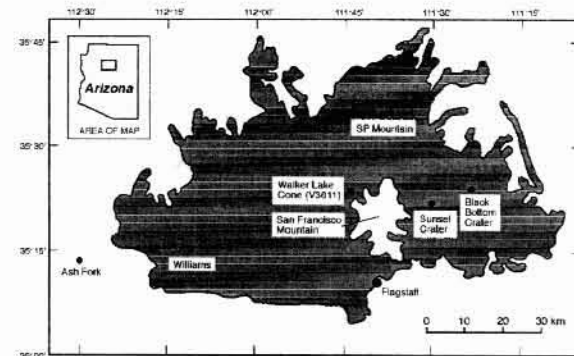 112°30' 112°15' 112°00' 111°45' 111°30' 111°15'
35°45'
Arizona
AREA OF MAP
SP Mountain
35°30'
Walker Lake
Cone (V3611)
San Francisco
Mountain
Sunset
Crater
Black
Bottom
Crater
35°15'
Ash Fork
Williams
Flagstaff
0 10 20 30 km